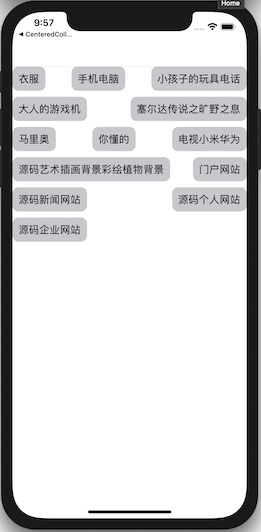 Home
9:57
◀ CenteredColl...
衣服 手机电脑 小孩子的玩具电话
大人的游戏机 塞尔达传说之旷野之息
马里奥 你懂的 电视小米华为
源码艺术插画背景彩绘植物背景 门户网站
源码新闻网站 源码个人网站
源码企业网站